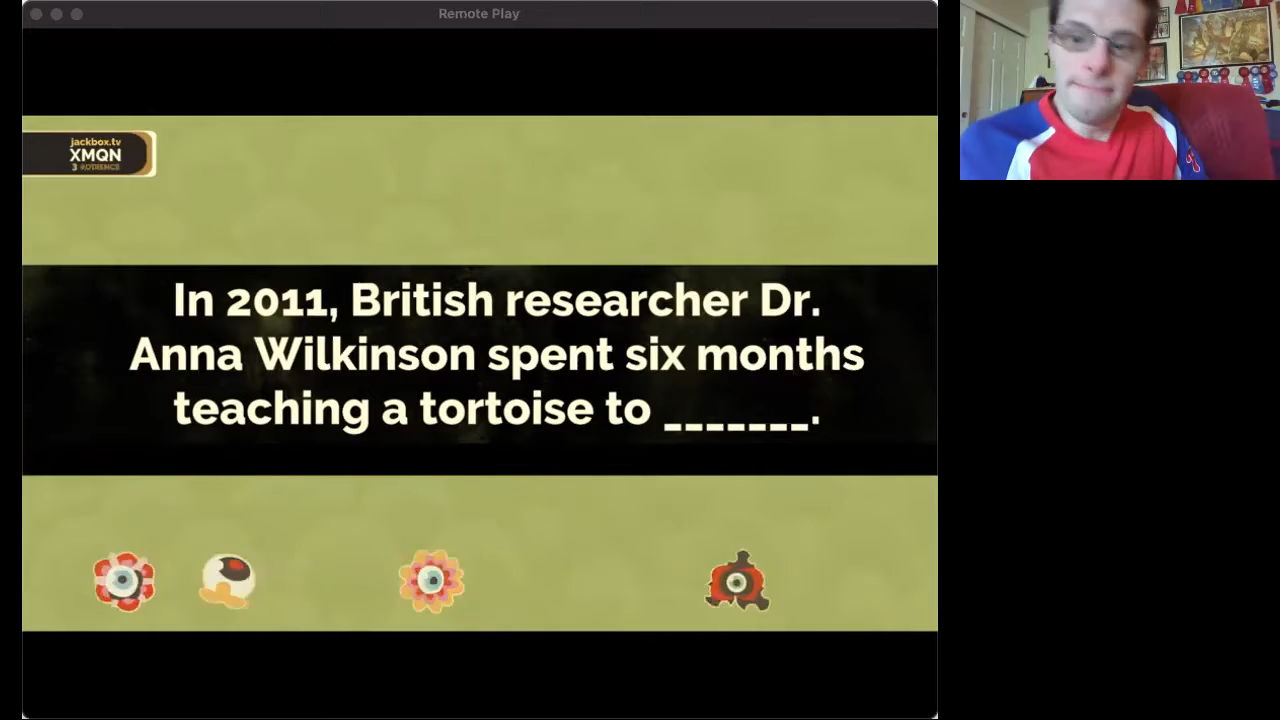 Remote Play
jackbox.tv
XMQN
3 AUDIENCE
In 2011, British researcher Dr.
Anna Wilkinson spent six months
teaching a tortoise to _______.